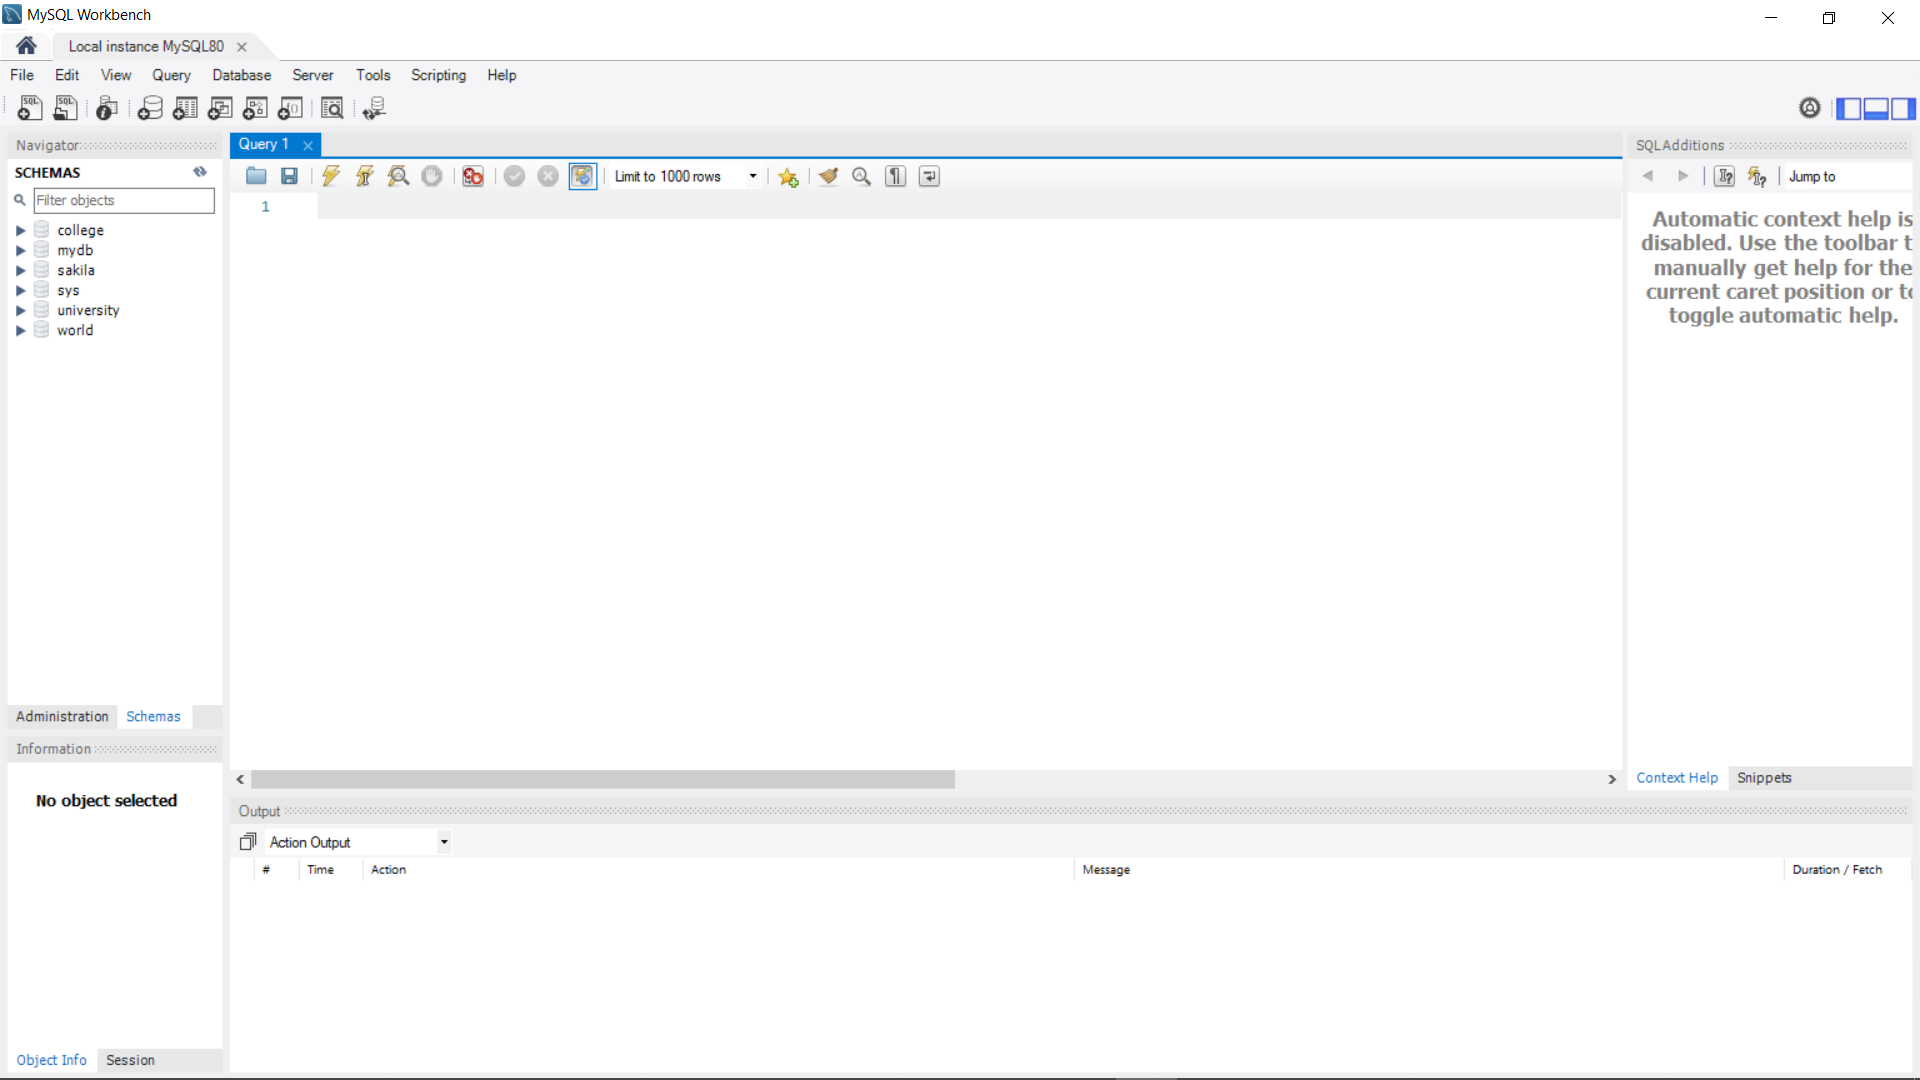 MySQL Workbench
Local instance MySQL80
File Edit View Query Database Server Tools Scripting Help
Navigator
SCHEMAS
Filter objects
college
mydb
sakila
sys
university
world
Administration Schemas
Information
No object selected
Object Info Session
Query 1
Limit to 1000 rows
1
SQLAdditions
Jump to
Automatic context help is
disabled. Use the toolbar t
manually get help for the
current caret position or to
toggle automatic help.
Context Help Snippets
Output
Action Output
# Time Action Message Duration / Fetch